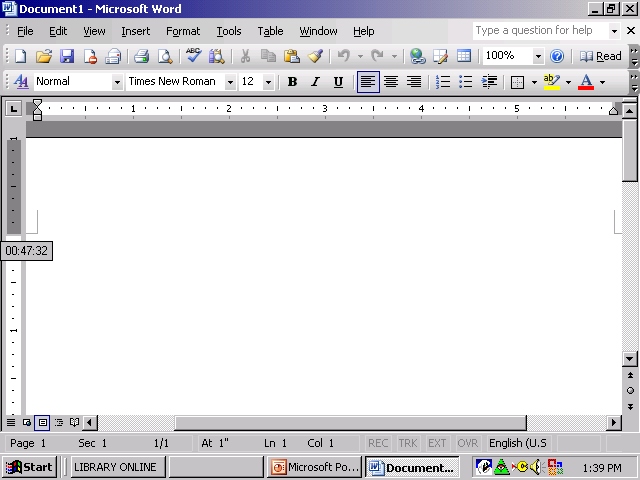 Document1 - Microsoft Word
File Edit View Insert Format Tools Table Window Help Type a question for help
100% Read
Normal Times New Roman 12 B I U A
1 2 3 4 5
00:47:32
1
Page 1 Sec 1 1/1 At 1" Ln 1 Col 1 REC TRK EXT OVR English (U.S
Start LIBRARY ONLINE Microsoft Po... Document... 1:39 PM